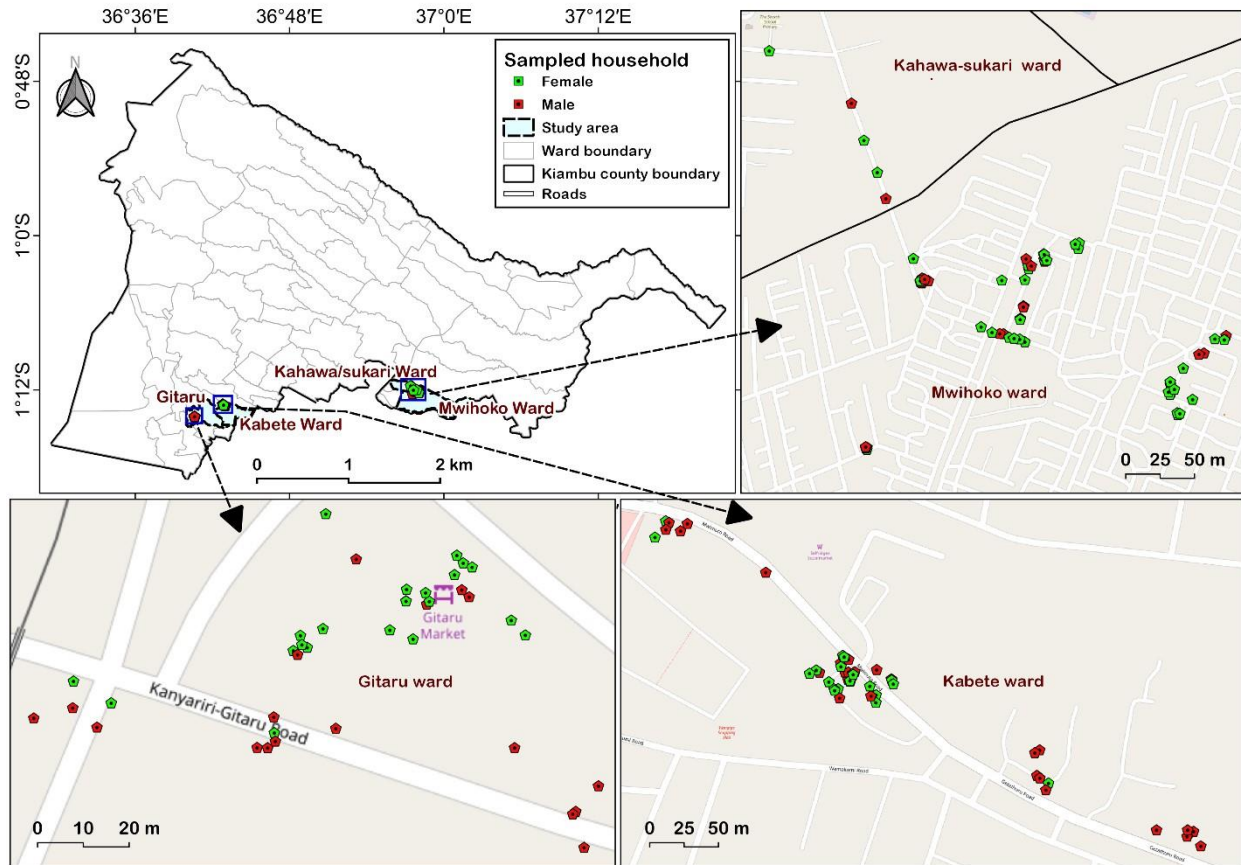 36°36'E
36°48'E
37°0'E
37°12'E
0°48'S
1°0'S
1°12'S
N
Sampled household
Female
Male
Study area
Ward boundary
Kiambu county boundary
Roads
Kahawa/sukari Ward
Gitaru
Mwihoko Ward
Kabete Ward
0 1 2 km
Kahawa-sukari ward
Mwihoko ward
0 25 50 m
Gitaru
Market
Gitaru ward
Kanyariri-Gitaru Road
0 10 20 m
Kabete ward
0 25 50 m